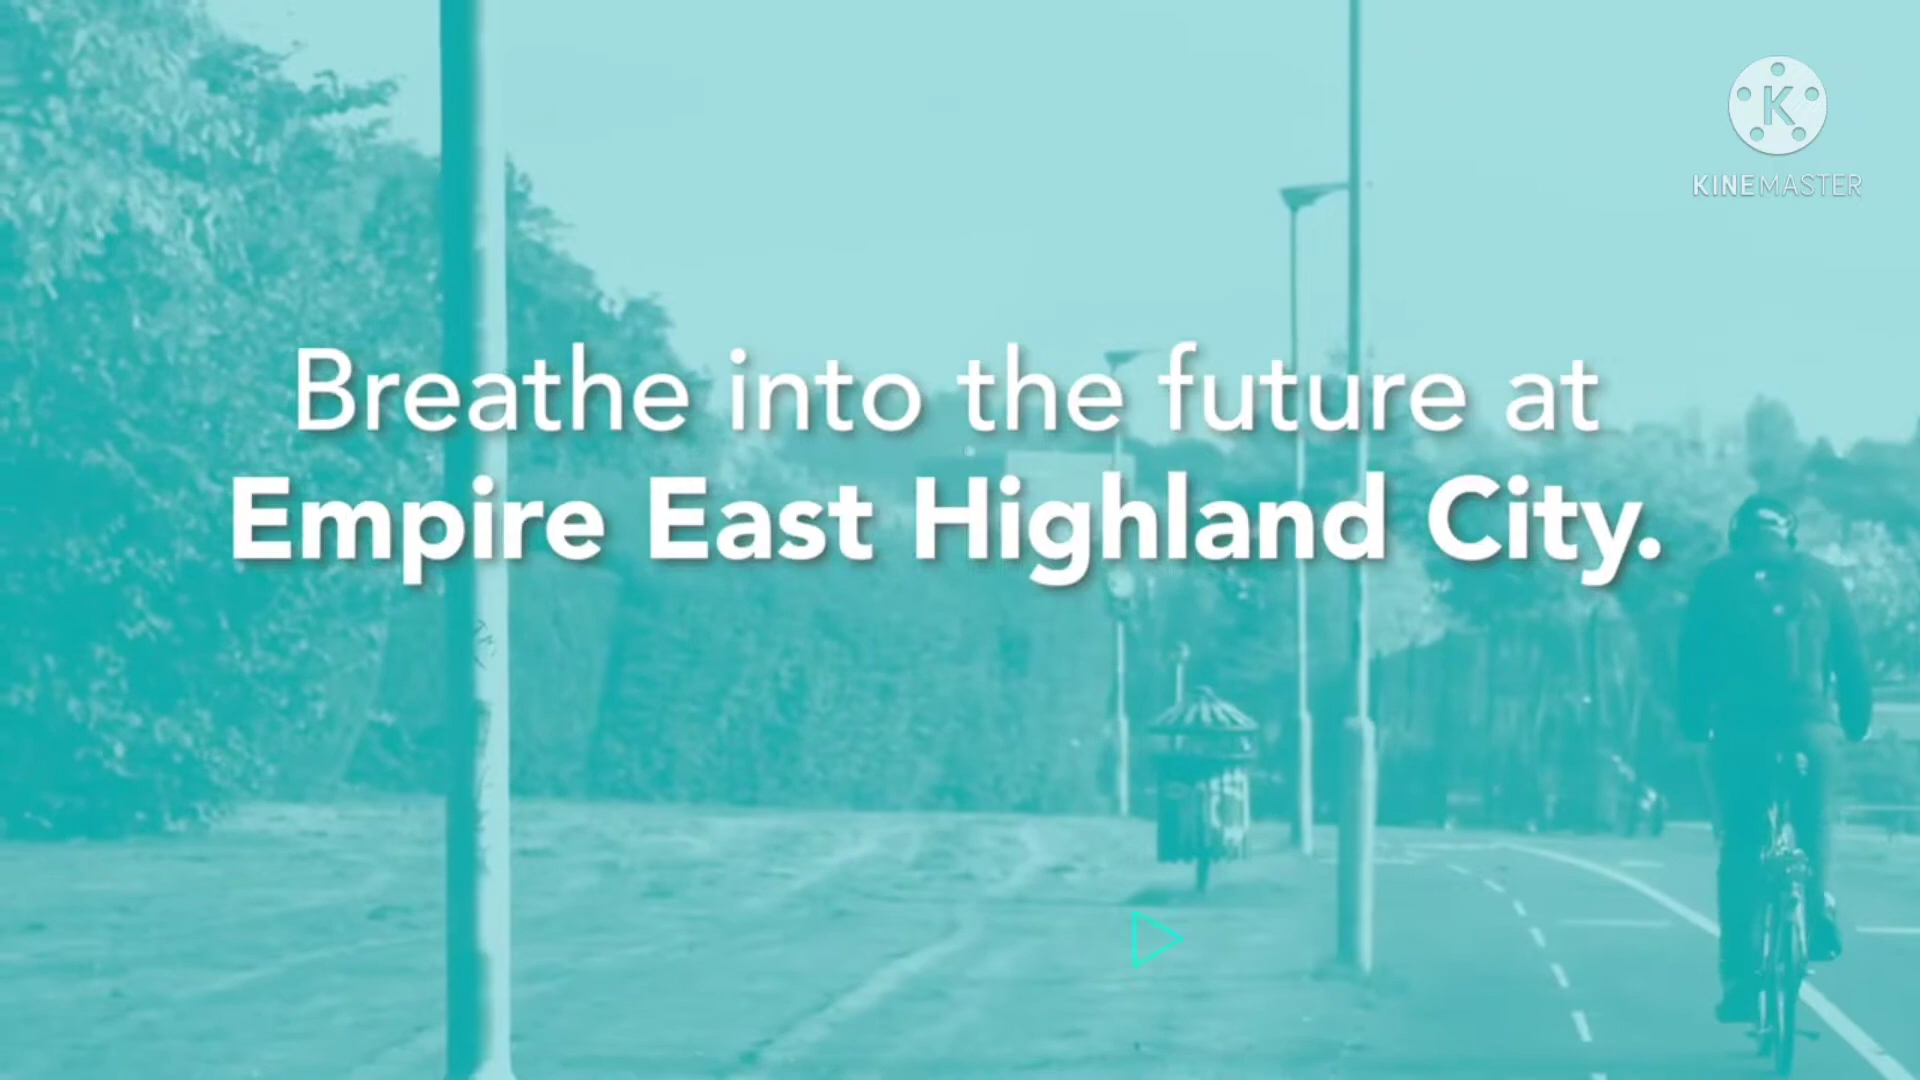 K
KINEMASTER
Breathe into the future at
Empire East Highland City.